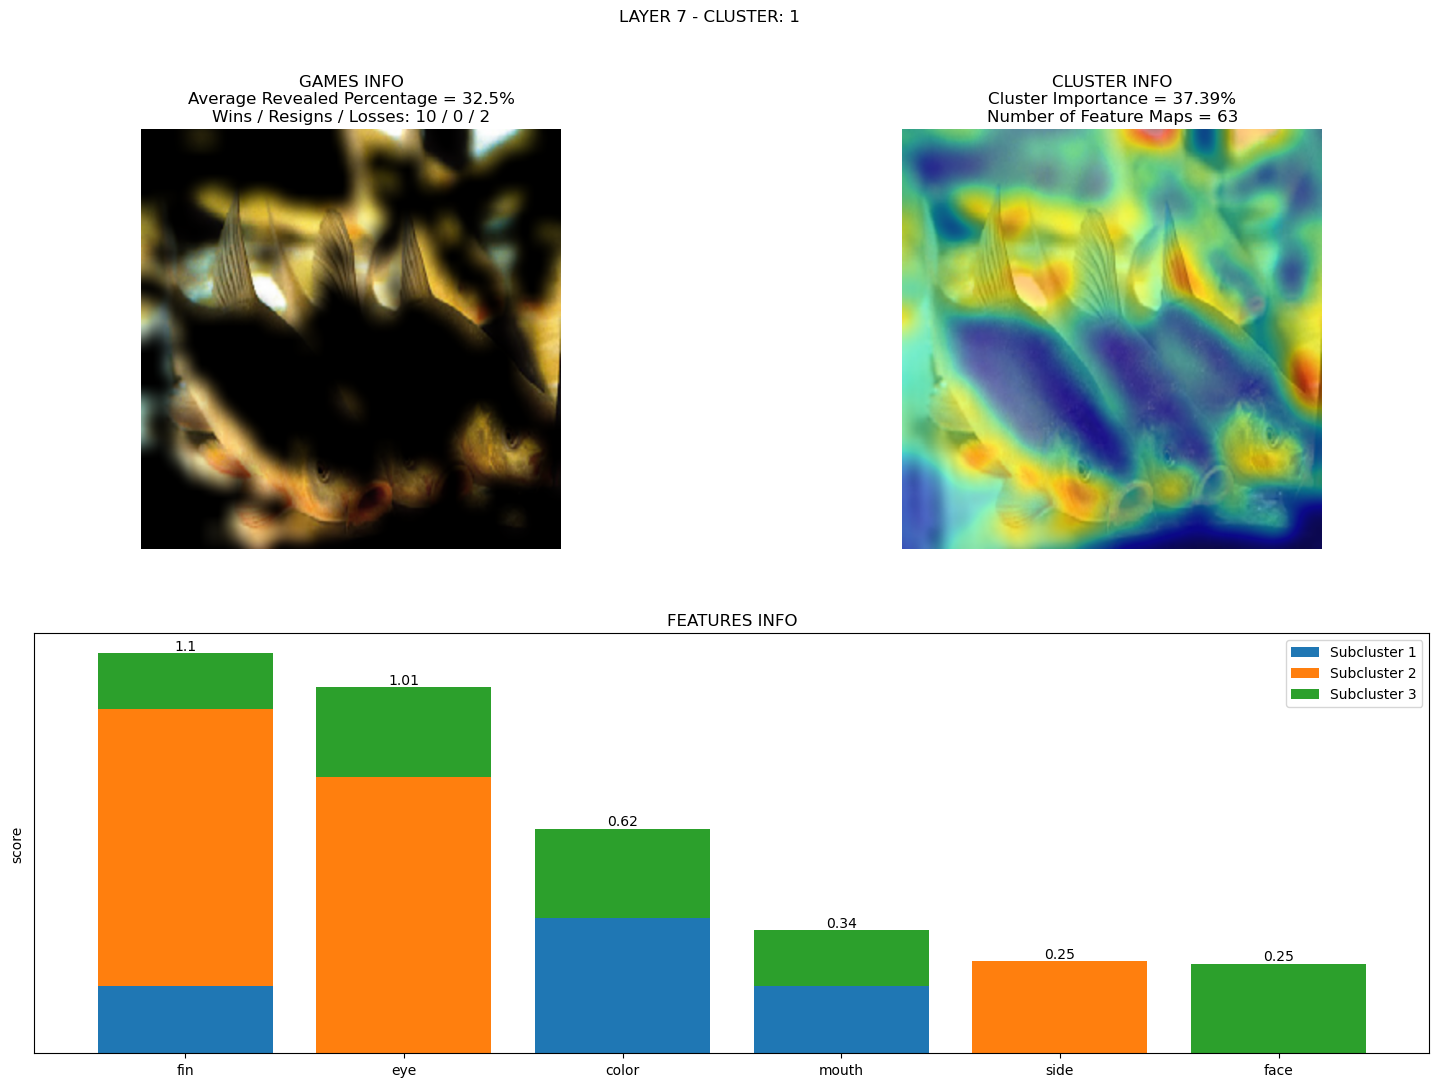 LAYER 7 - CLUSTER: 1
GAMES INFO
Average Revealed Percentage = 32.5%
Wins / Resigns / Losses: 10 / 0 / 2
CLUSTER INFO
Cluster Importance = 37.39%
Number of Feature Maps = 63
FEATURES INFO
score
1.1
1.01
0.62
0.34
0.25
0.25
Subcluster 1
Subcluster 2
Subcluster 3
fin
eye
color
mouth
side
face